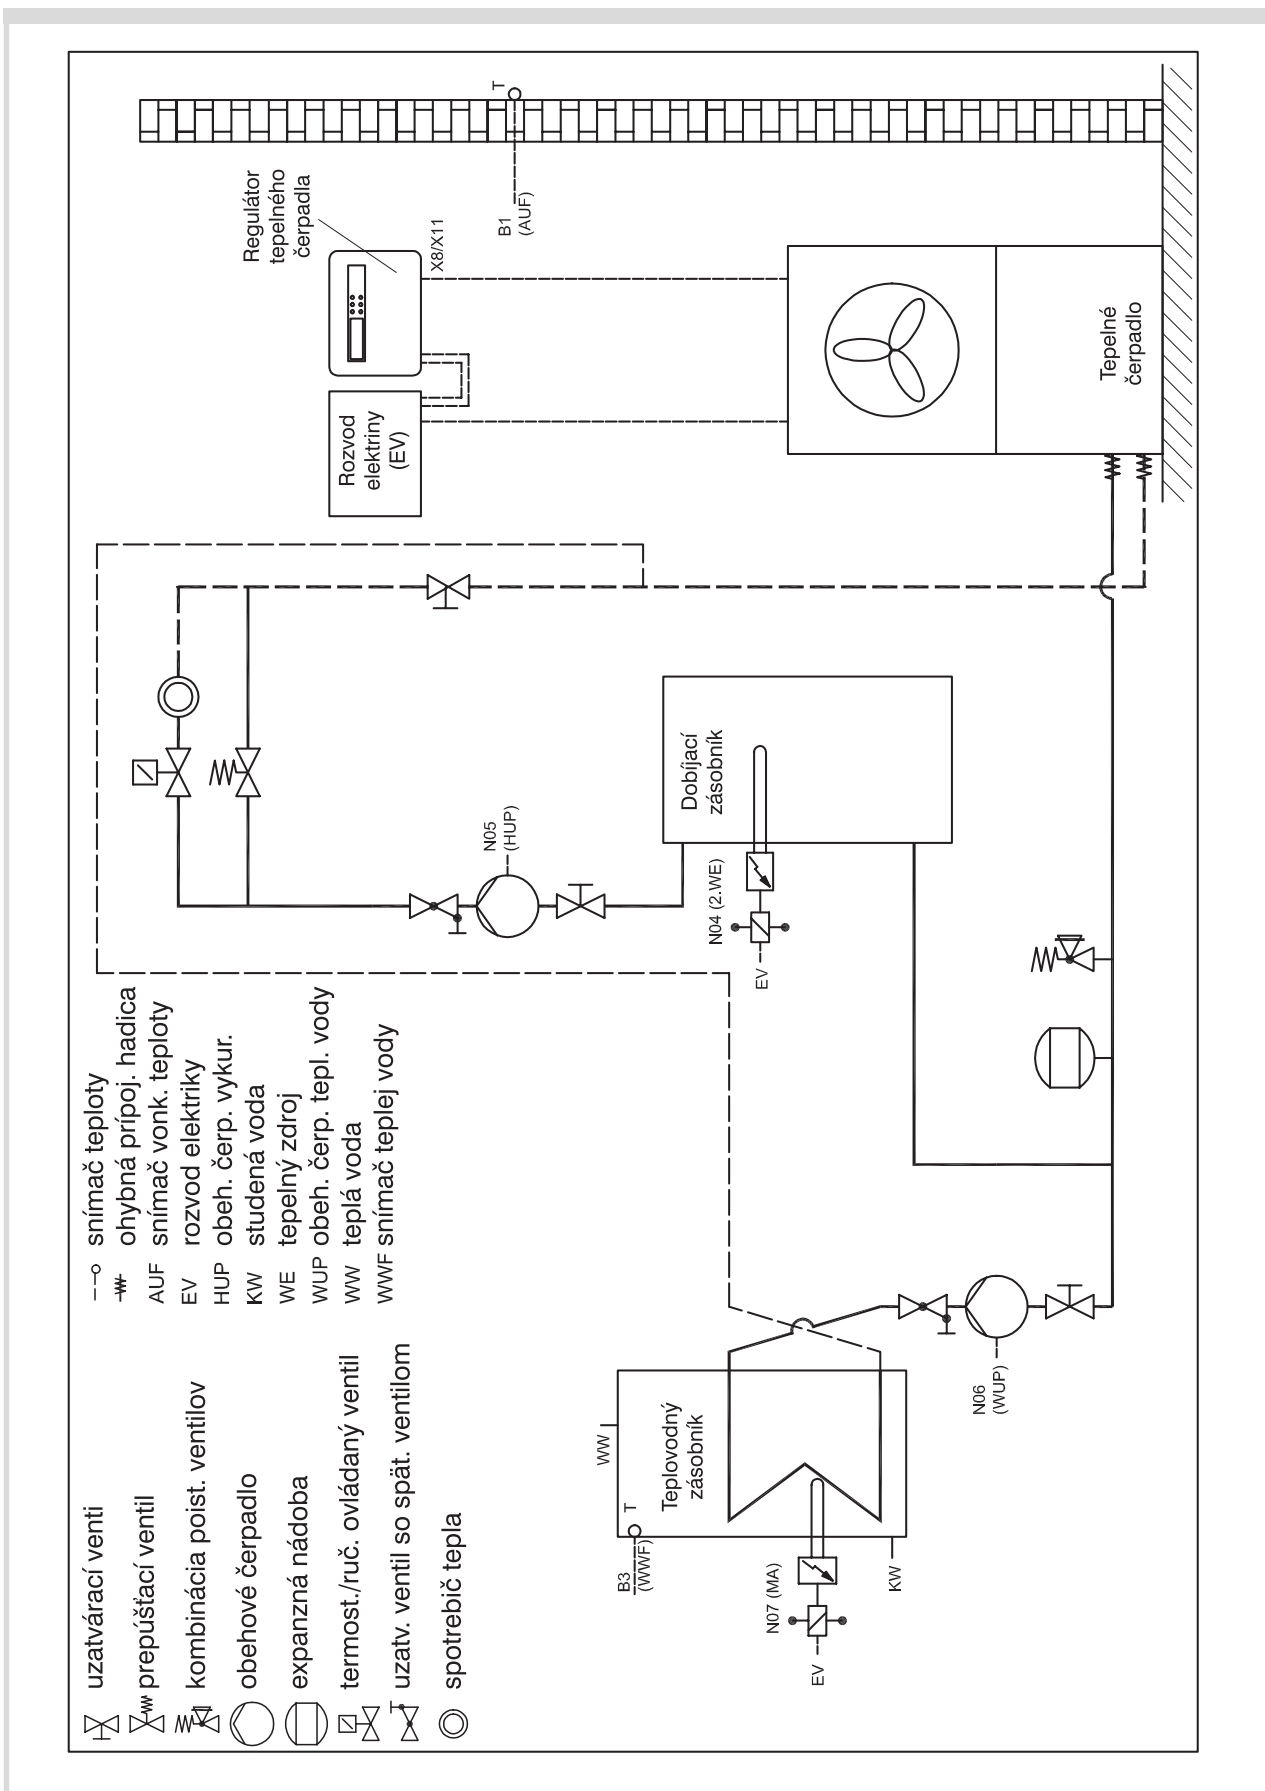 uzatvárací venti
prepúšťací ventil
kombinácia poist. ventilov
obehové čerpadlo
expanzná nádoba
termost./ruč. ovládaný ventil
uzatv. ventil so spät. ventilom
spotrebič tepla
snímač teploty
ohybná prípoj. hadica
AUF snímač vonk. teploty
EV rozvod elektriky
HUP obeh. čerp. vykur.
KW studená voda
WE tepelný zdroj
WUP obeh. čerp. tepl. vody
WW teplá voda
WWF snímač teplej vody
Regulátor
tepelného
čerpadla
X8/X11
T
B1
(AUF)
Rozvod
elektriny
(EV)
Tepelné
čerpadlo
N05
(HUP)
Dobíjací
zásobník
N04 (2.WE)
EV
WW
Teplovodný
zásobník
T
B3
(WWF)
N07 (MA)
EV
KW
N06
(WUP)